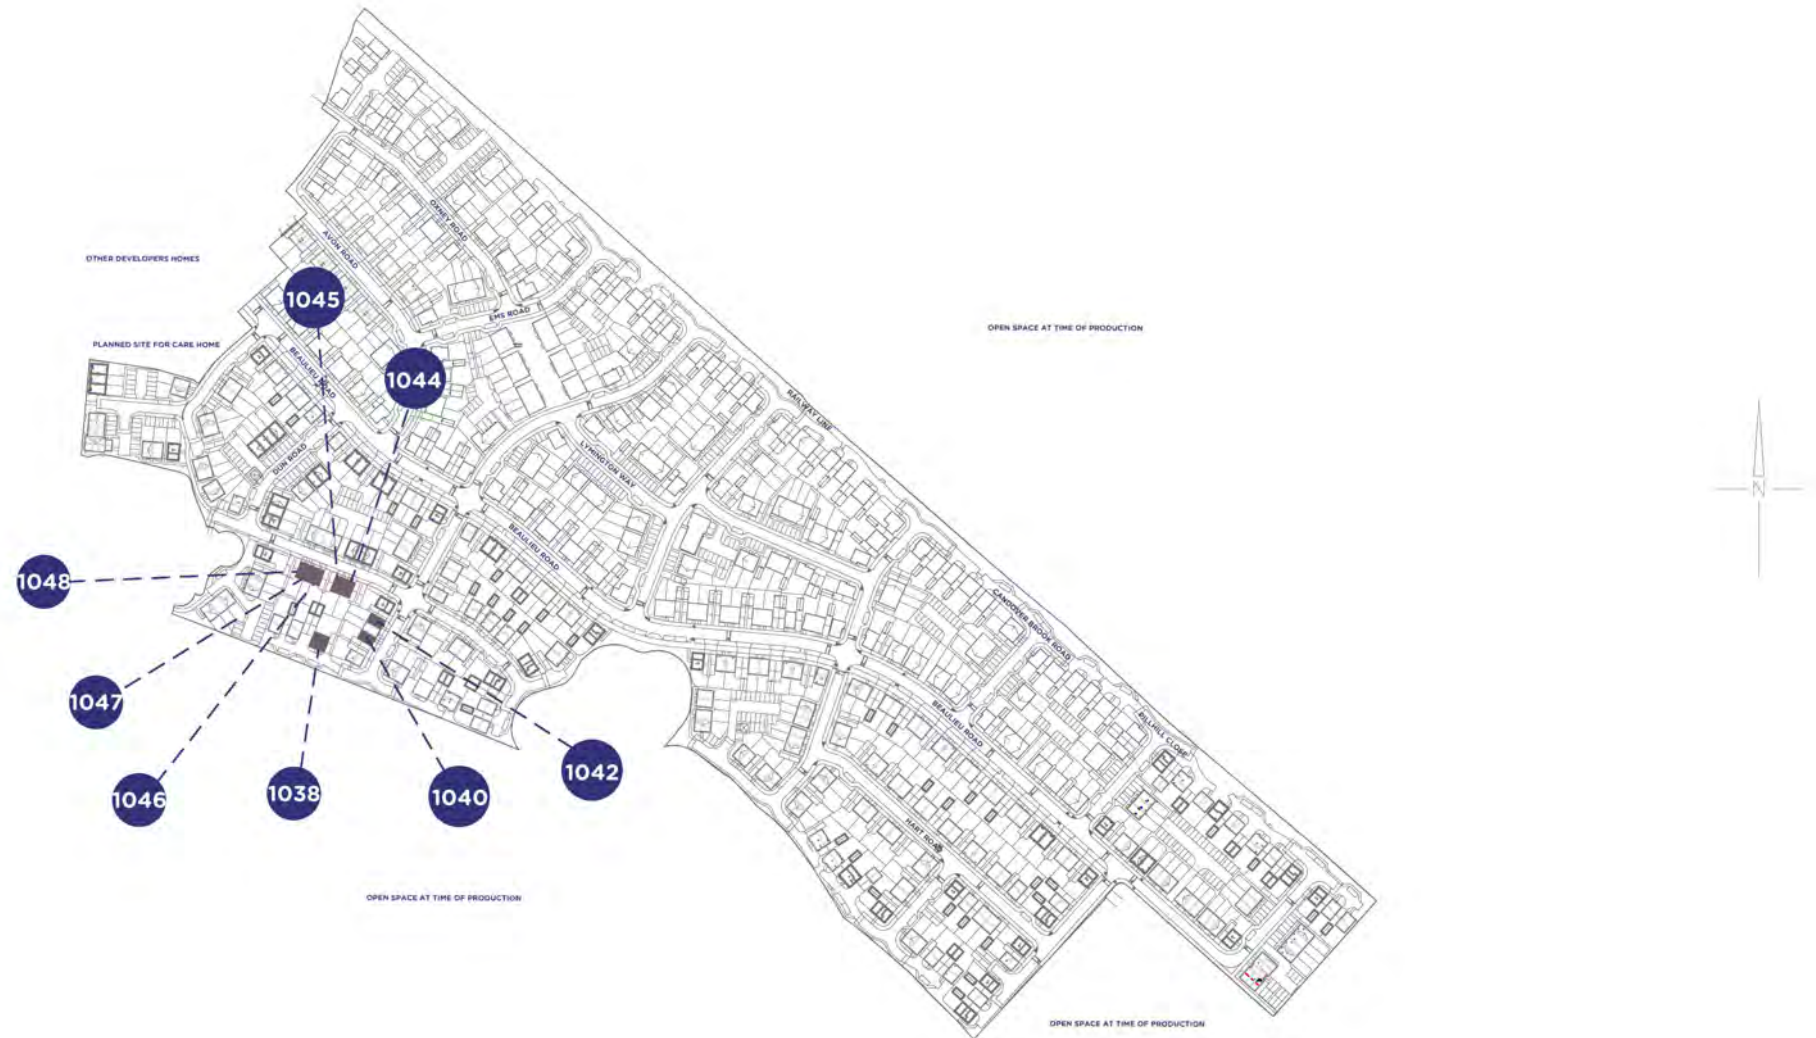 OXNEY ROAD
AVON ROAD
OTHER DEVELOPERS HOMES
1045
EMS ROAD
OPEN SPACE AT TIME OF PRODUCTION
PLANNED SITE FOR CARE HOME
BEAULIEU ROAD
1044
RAILWAY LINE
DUN ROAD
LYMINGTON WAY
N
BEAULIEU ROAD
1048
CANDOVER BROOK ROAD
1047
BEAULIEU ROAD
PILLHILL CLOSE
1042
1046
1038
1040
HART ROAD
OPEN SPACE AT TIME OF PRODUCTION
OPEN SPACE AT TIME OF PRODUCTION